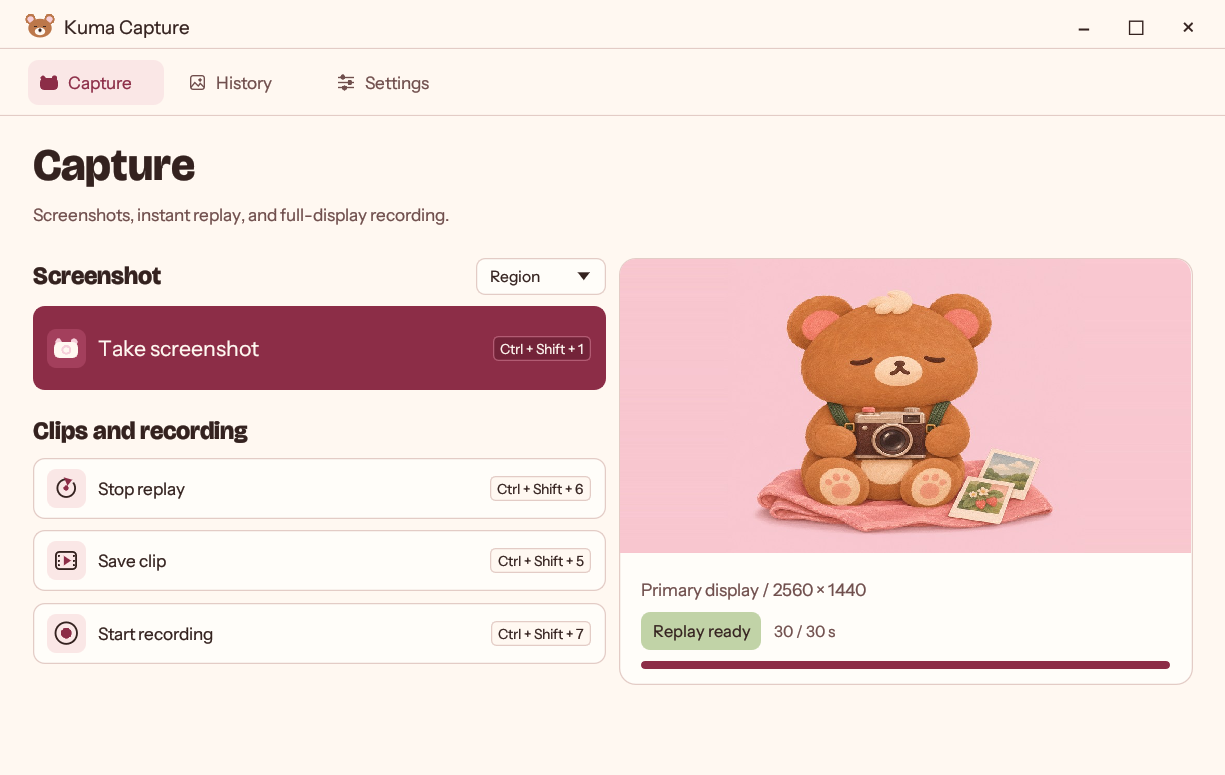 Kuma Capture
Capture
History
Settings
Capture
Screenshots, instant replay, and full-display recording.
Screenshot
Region
Take screenshot
Ctrl + Shift + 1
Clips and recording
Stop replay
Ctrl + Shift + 6
Save clip
Ctrl + Shift + 5
Start recording
Ctrl + Shift + 7
Primary display / 2560 × 1440
Replay ready
30 / 30 s